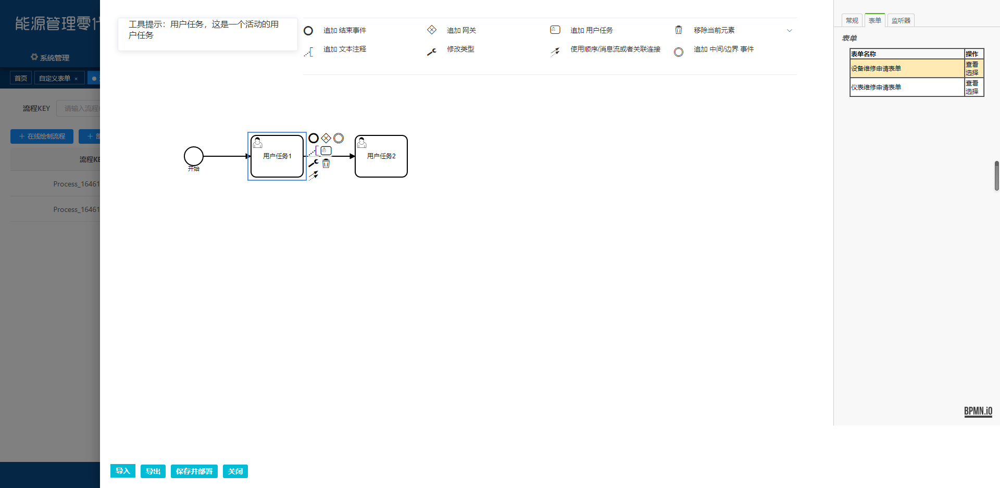 能源管理零
系统管理
首页
自定义表单 ×
流程KEY
请输入流程
在线绘制流程
流程KE
Process_16461
Process_16461
工具提示：用户任务，这是一个活动的用
户任务
追加 结束事件
追加 网关
追加 用户任务
移除当前元素
追加 文本注释
修改类型
使用顺序/消息流或者关联连接
追加 中间/边界 事件
开始
用户任务1
用户任务2
常规
表单
监听器
表单
表单名称 操作
设备维修申请表单 查看
选择
仪表维修申请表单 查看
选择
BPMN.iO
导入
导出
保存并部署
关闭